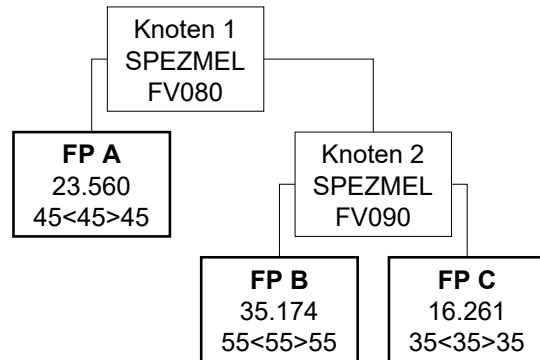 Knoten 1
SPEZMEL
FV080
FP A
23.560
45<45>45
Knoten 2
SPEZMEL
FV090
FP B
35.174
55<55>55
FP C
16.261
35<35>35